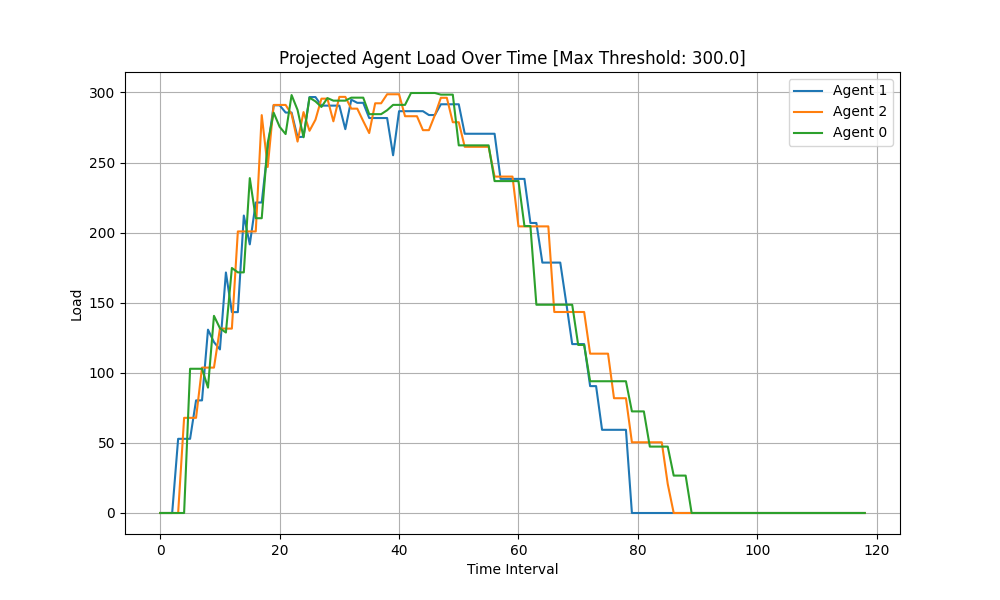 Projected Agent Load Over Time [Max Threshold: 300.0]
Agent 1
Agent 2
Agent 0
Load
300
250
200
150
100
50
0
0 20 40 60 80 100 120
Time Interval